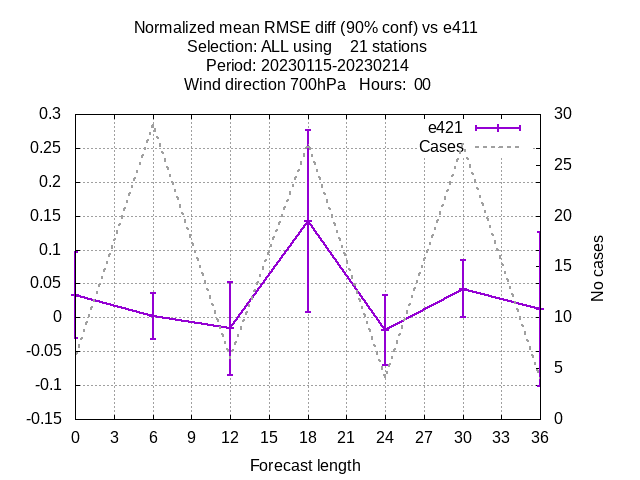 Normalized mean RMSE diff (90% conf) vs e411
Selection: ALL using    21 stations
Period: 20230115-20230214
Wind direction 700hPa   Hours:  00
0.3
0.25
0.2
0.15
0.1
0.05
0
-0.05
-0.1
-0.15
e421
Cases
30
25
20
15
10
5
0
No cases
0 3 6 9 12 15 18 21 24 27 30 33 36
Forecast length